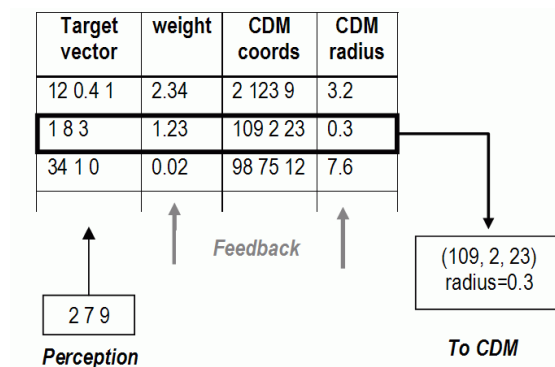 Target vector weight CDM coords CDM radius
12 0.4 1 2.34 2 123 9 3.2
1 8 3 1.23 109 2 23 0.3
34 1 0 0.02 98 75 12 7.6
Feedback
(109, 2, 23)
radius=0.3
2 7 9
To CDM
Perception